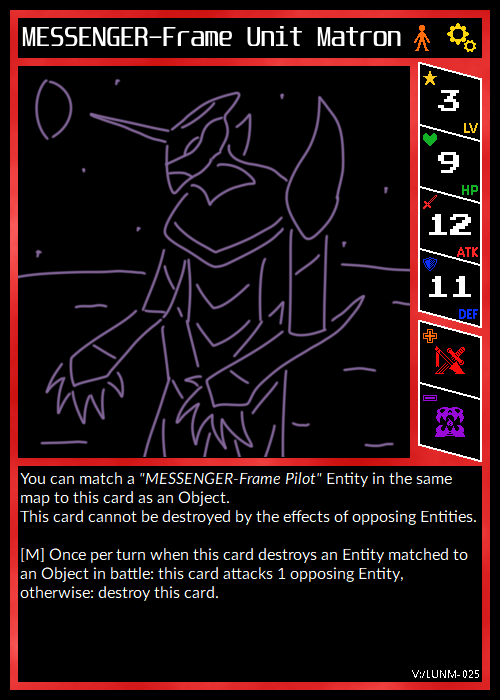 MESSENGER-Frame Unit Matron
3
LV
9
HP
12
ATK
11
DEF
You can match a "MESSENGER-Frame Pilot" Entity in the same
map to this card as an Object.
This card cannot be destroyed by the effects of opposing Entities.
[M] Once per turn when this card destroys an Entity matched to
an Object in battle: this card attacks 1 opposing Entity,
otherwise: destroy this card.
V:/LUNM-025